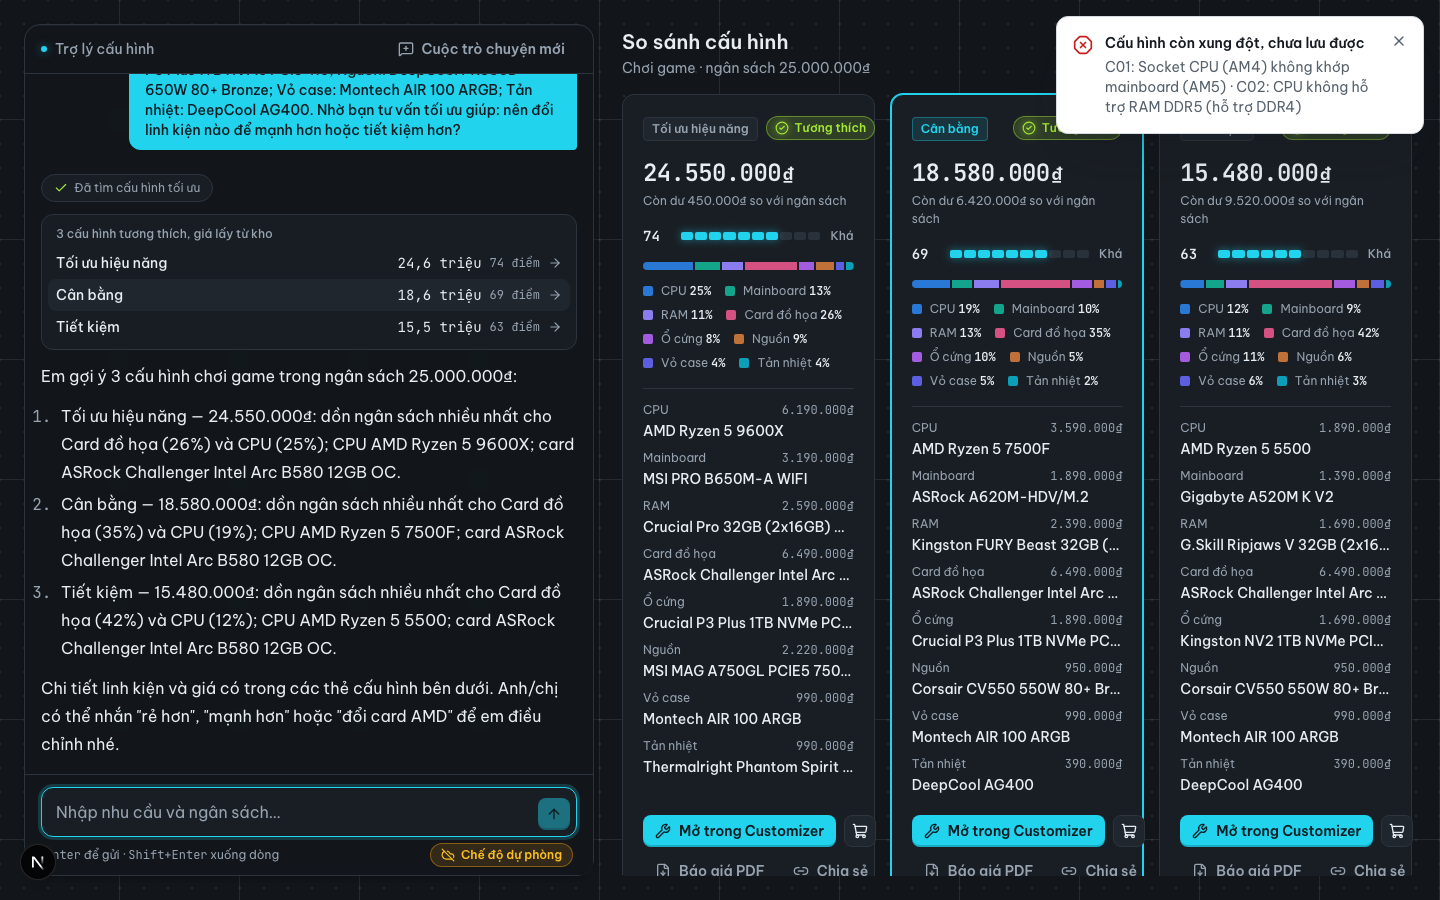 Trợ lý cấu hình
Cuộc trò chuyện mới
650W 80+ Bronze; Vỏ case: Montech AIR 100 ARGB; Tản
nhiệt: DeepCool AG400. Nhờ bạn tư vấn tối ưu giúp: nên đổi
linh kiện nào để mạnh hơn hoặc tiết kiệm hơn?
Đã tìm cấu hình tối ưu
3 cấu hình tương thích, giá lấy từ kho
Tối ưu hiệu năng 24,6 triệu 74 điểm
Cân bằng 18,6 triệu 69 điểm
Tiết kiệm 15,5 triệu 63 điểm
Em gợi ý 3 cấu hình chơi game trong ngân sách 25.000.000₫:
1. Tối ưu hiệu năng — 24.550.000₫: dồn ngân sách nhiều nhất cho
Card đồ họa (26%) và CPU (25%); CPU AMD Ryzen 5 9600X; card
ASRock Challenger Intel Arc B580 12GB OC.
2. Cân bằng — 18.580.000₫: dồn ngân sách nhiều nhất cho Card đồ
họa (35%) và CPU (19%); CPU AMD Ryzen 5 7500F; card ASRock
Challenger Intel Arc B580 12GB OC.
3. Tiết kiệm — 15.480.000₫: dồn ngân sách nhiều nhất cho Card đồ
họa (42%) và CPU (12%); CPU AMD Ryzen 5 5500; card ASRock
Challenger Intel Arc B580 12GB OC.
Chi tiết linh kiện và giá có trong các thẻ cấu hình bên dưới. Anh/chị
có thể nhắn "rẻ hơn", "mạnh hơn" hoặc "đổi card AMD" để em điều
chỉnh nhé.
Nhập nhu cầu và ngân sách...
N
nter để gửi · Shift+Enter xuống dòng
Chế độ dự phòng
So sánh cấu hình
Chơi game · ngân sách 25.000.000₫
Cấu hình còn xung đột, chưa lưu được
C01: Socket CPU (AM4) không khớp
mainboard (AM5) · C02: CPU không hỗ
trợ RAM DDR5 (hỗ trợ DDR4)
Tối ưu hiệu năng
Tương thích
24.550.000₫
Còn dư 450.000₫ so với ngân sách
74 Khá
CPU 25% Mainboard 13%
RAM 11% Card đồ họa 26%
Ổ cứng 8% Nguồn 9%
Vỏ case 4% Tản nhiệt 4%
CPU 6.190.000₫
AMD Ryzen 5 9600X
Mainboard 3.190.000₫
MSI PRO B650M-A WIFI
RAM 2.590.000₫
Crucial Pro 32GB (2x16GB) ...
Card đồ họa 6.490.000₫
ASRock Challenger Intel Arc ...
Ổ cứng 1.890.000₫
Crucial P3 Plus 1TB NVMe PC...
Nguồn 2.220.000₫
MSI MAG A750GL PCIE5 750...
Vỏ case 990.000₫
Montech AIR 100 ARGB
Tản nhiệt 990.000₫
Thermalright Phantom Spirit ...
Mở trong Customizer
Báo giá PDF
Chia sẻ
Cân bằng
18.580.000₫
Còn dư 6.420.000₫ so với ngân
sách
69 Khá
CPU 19% Mainboard 10%
RAM 13% Card đồ họa 35%
Ổ cứng 10% Nguồn 5%
Vỏ case 5% Tản nhiệt 2%
CPU 3.590.000₫
AMD Ryzen 5 7500F
Mainboard 1.890.000₫
ASRock A620M-HDV/M.2
RAM 2.390.000₫
Kingston FURY Beast 32GB (...
Card đồ họa 6.490.000₫
ASRock Challenger Intel Arc ...
Ổ cứng 1.890.000₫
Crucial P3 Plus 1TB NVMe PC...
Nguồn 950.000₫
Corsair CV550 550W 80+ Br...
Vỏ case 990.000₫
Montech AIR 100 ARGB
Tản nhiệt 390.000₫
DeepCool AG400
Mở trong Customizer
Báo giá PDF
Chia sẻ
15.480.000₫
Còn dư 9.520.000₫ so với ngân
sách
63 Khá
CPU 12% Mainboard 9%
RAM 11% Card đồ họa 42%
Ổ cứng 11% Nguồn 6%
Vỏ case 6% Tản nhiệt 3%
CPU 1.890.000₫
AMD Ryzen 5 5500
Mainboard 1.390.000₫
Gigabyte A520M K V2
RAM 1.690.000₫
G.Skill Ripjaws V 32GB (2x16...
Card đồ họa 6.490.000₫
ASRock Challenger Intel Arc ...
Ổ cứng 1.690.000₫
Kingston NV2 1TB NVMe PCI...
Nguồn 950.000₫
Corsair CV550 550W 80+ Br...
Vỏ case 990.000₫
Montech AIR 100 ARGB
Tản nhiệt 390.000₫
DeepCool AG400
Mở trong Customizer
Báo giá PDF
Chia sẻ